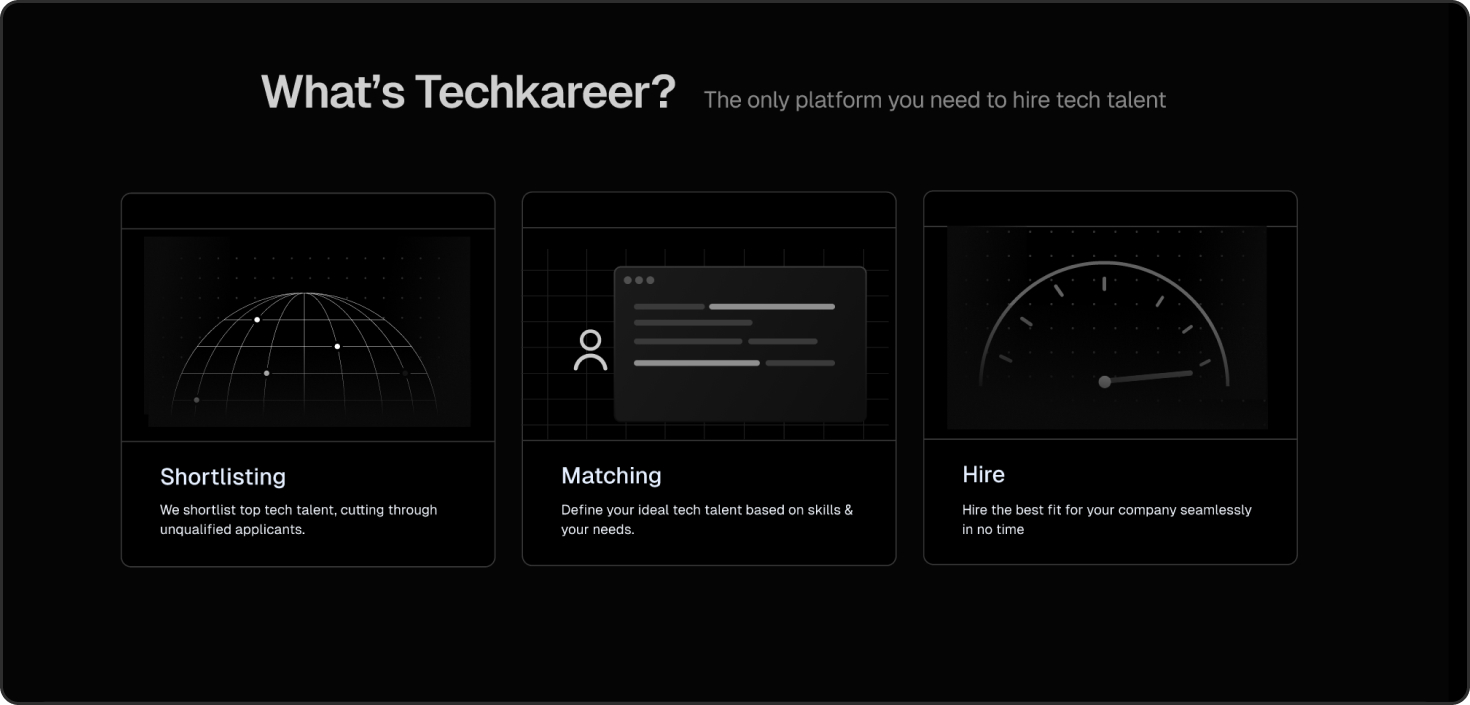 What’s Techkareer? The only platform you need to hire tech talent
Shortlisting
We shortlist top tech talent, cutting through
unqualified applicants.
Matching
Define your ideal tech talent based on skills &
your needs.
Hire
Hire the best fit for your company seamlessly
in no time